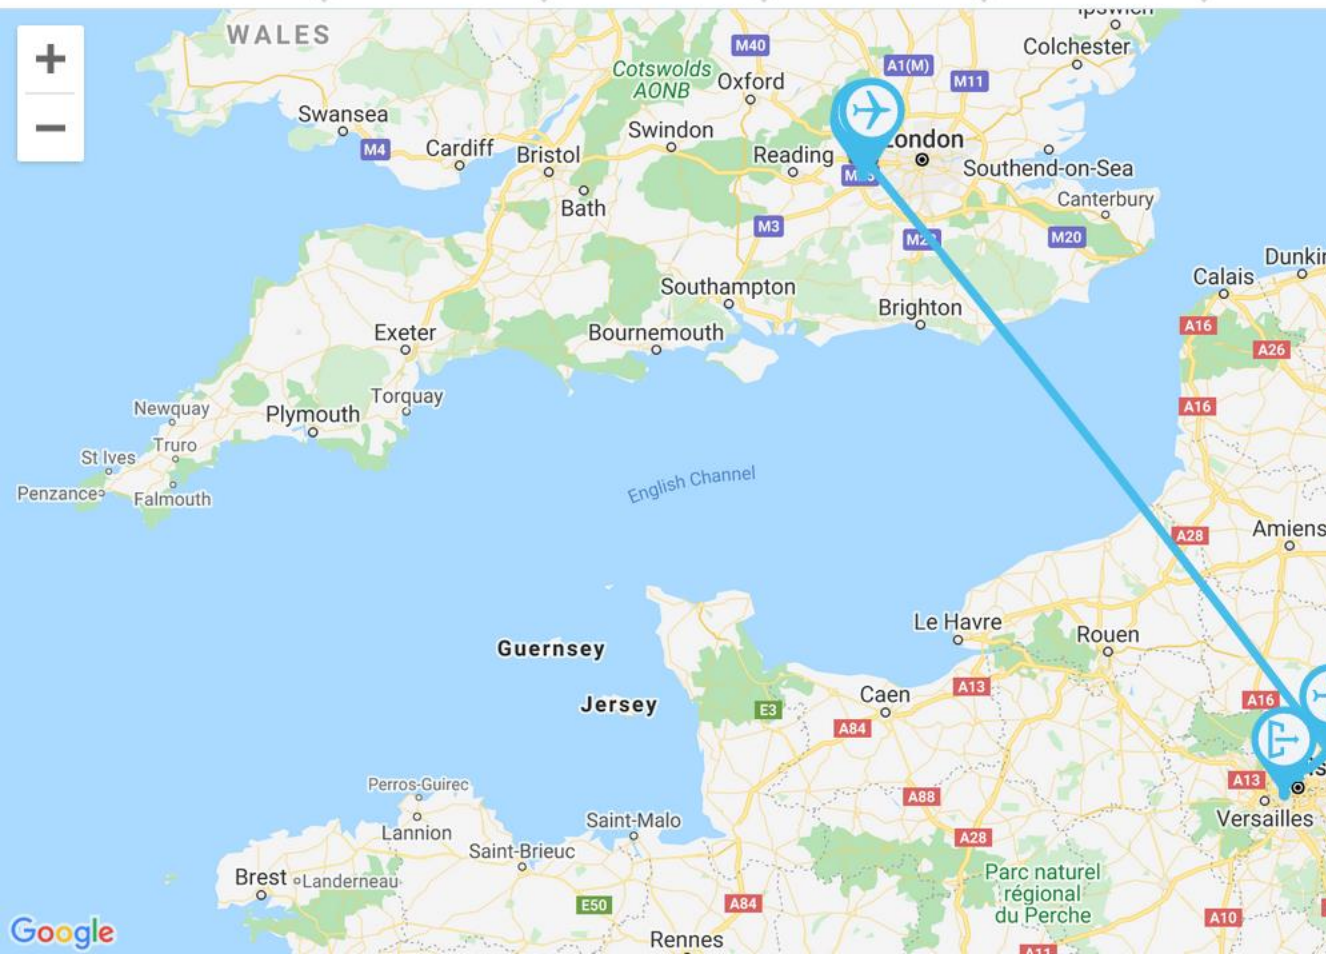 WALES
Ipswich
Colchester
M40
A1(M)
M11
Cotswolds
AONB
Oxford
Swansea
M4
Cardiff
Bristol
Swindon
Reading
London
Southend-on-Sea
Bath
Canterbury
M3
M20
Southampton
Brighton
Calais
Exeter
Bournemouth
A16
A26
Torquay
Newquay
Plymouth
A16
Truro
St Ives
Penzance
Falmouth
English Channel
A28
Amiens
Le Havre
Rouen
Guernsey
Jersey
E3
Caen
A13
A16
A84
A13
Perros-Guirec
A88
Lannion
Saint-Malo
Versailles
Saint-Brieuc
A28
Brest
Landerneau
Parc naturel
régional
du Perche
E50
A84
A10
Google
Rennes
A11